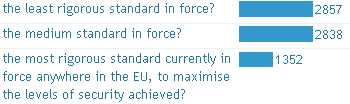 the least rigorous standard in force? 2857
the medium standard in force? 2838
the most rigorous standard currently in 1352
force anywhere in the EU, to maximise
the levels of security achieved?